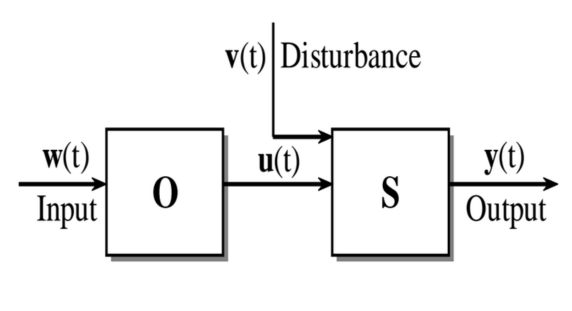 v(t) Disturbance
w(t)
Input
O
u(t)
S
y(t)
Output